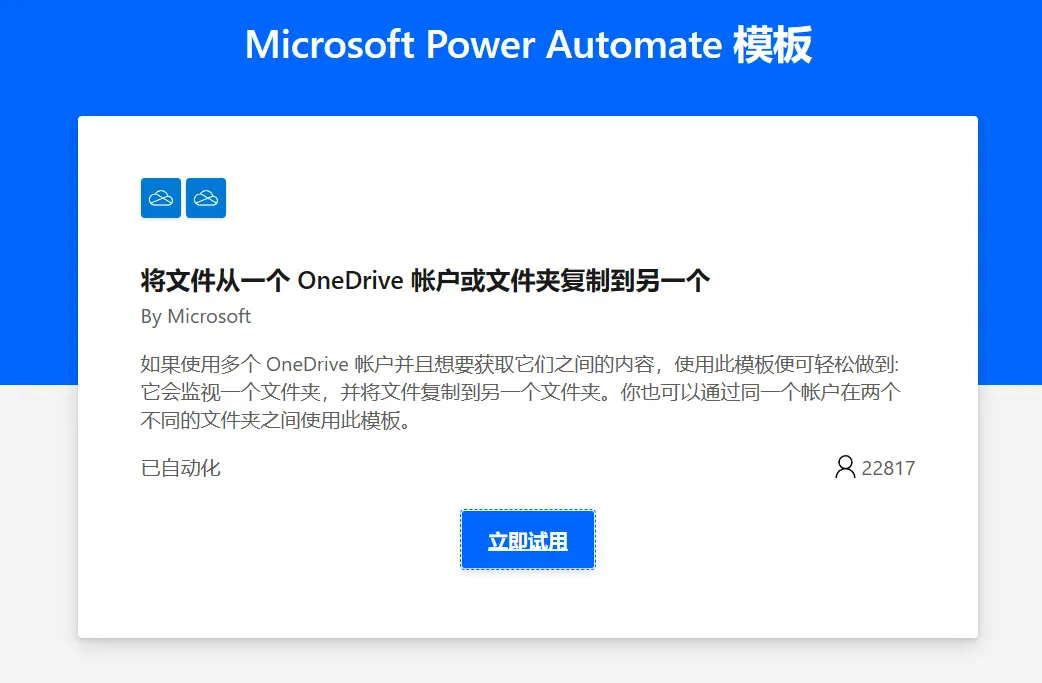 Microsoft Power Automate 模板
将文件从一个 OneDrive 帐户或文件夹复制到另一个
By Microsoft
如果使用多个 OneDrive 帐户并且想要获取它们之间的内容，使用此模板便可轻松做到:
它会监视一个文件夹，并将文件复制到另一个文件夹。你也可以通过同一个帐户在两个
不同的文件夹之间使用此模板。
已自动化
22817
立即试用